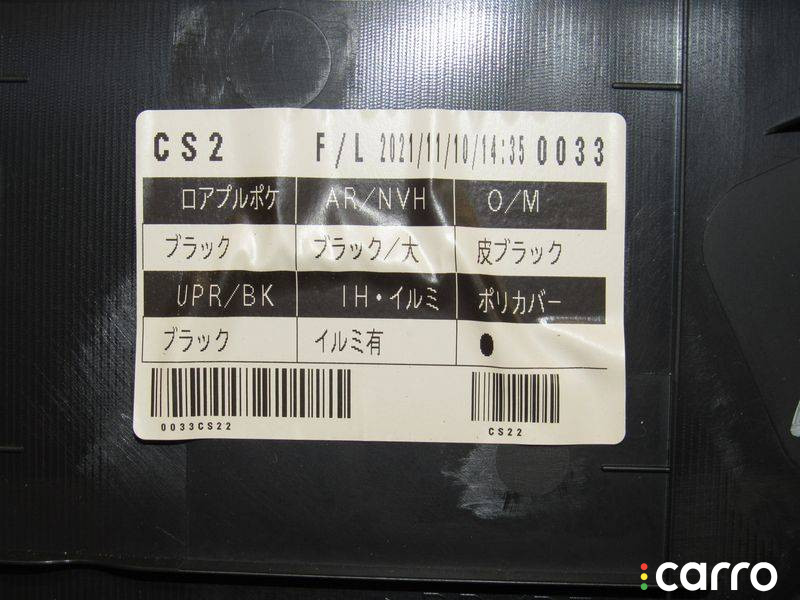 CS2 F/L 2021/11/10/14:35 0033
ロアプルポケ AR/NVH O/M
ブラック ブラック/大 皮ブラック
UPR/BK IH・イルミ ポリカバー
ブラック イルミ有 ●
0033CS22 CS22
carro